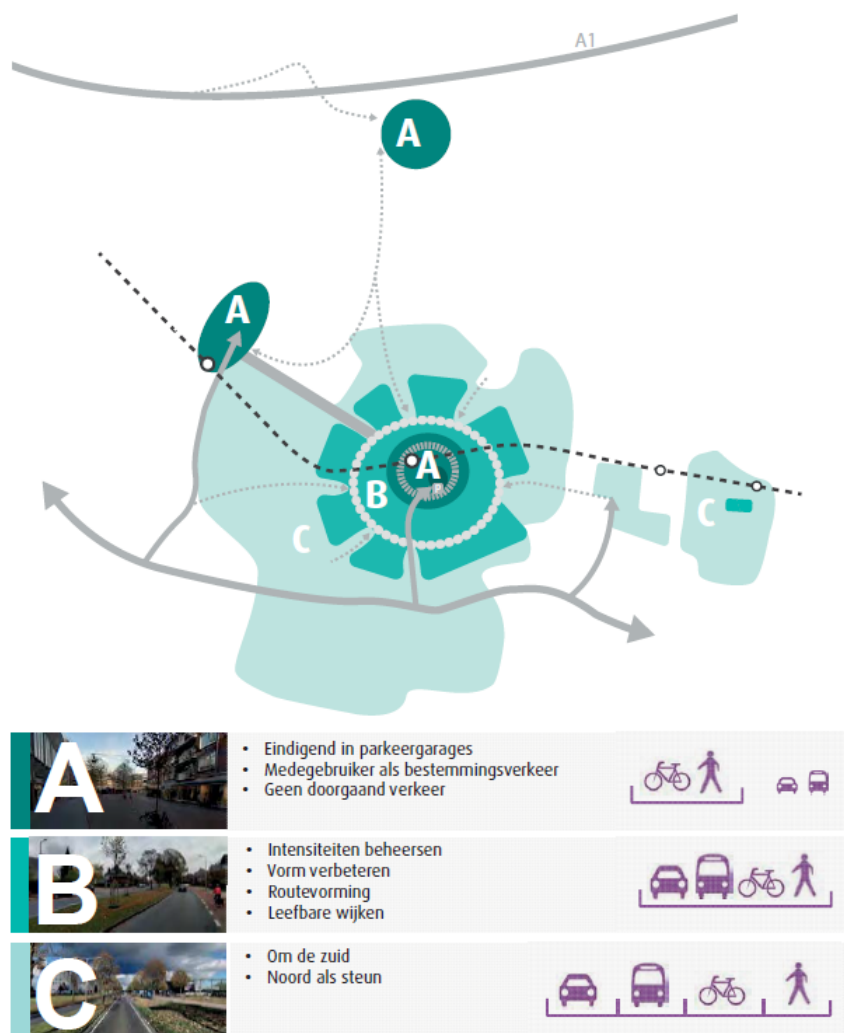 A1
A
A
A
P
B
C
C
A
• Eindigend in parkeergarages
• Medegebruiker als bestemmingsverkeer
• Geen doorgaand verkeer
B
• Intensiteiten beheersen
• Vorm verbeteren
• Routevorming
• Leefbare wijken
C
• Om de zuid
• Noord als steun